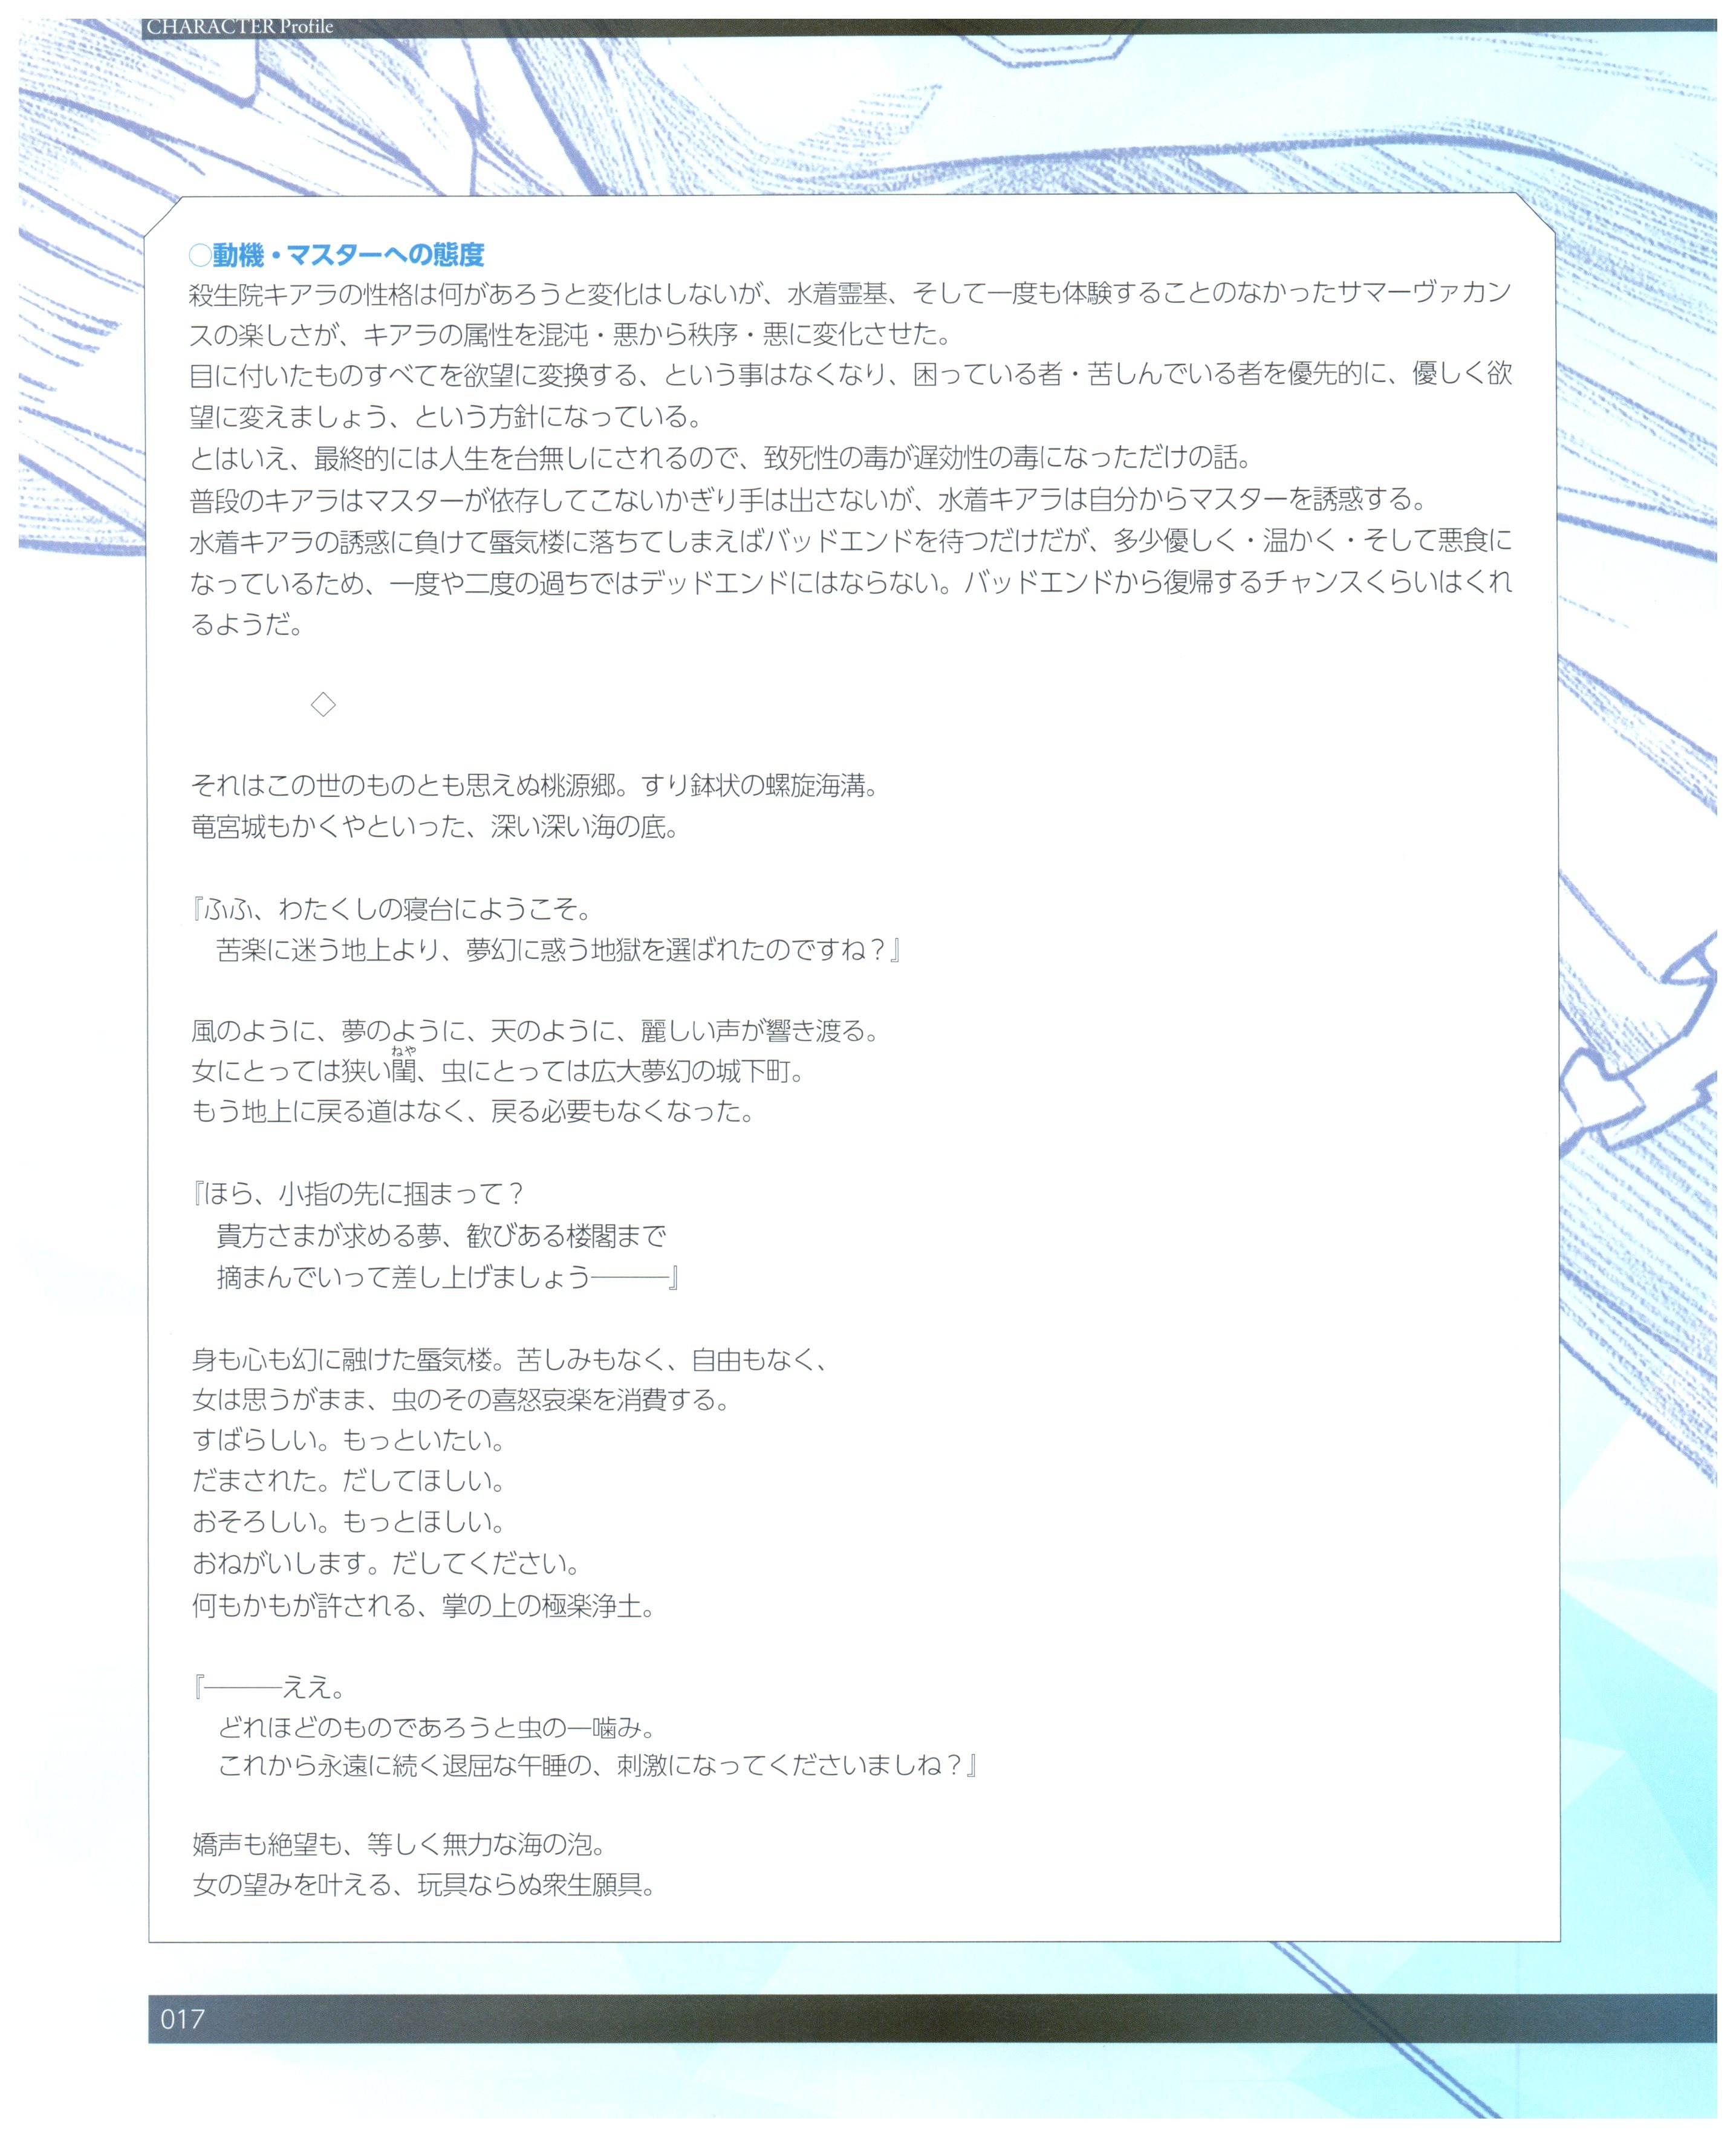 CHARACTER Profile
○動機・マスターへの態度
殺生院キアラの性格は何があろうと変化はしないが、水着霊基、そして一度も体験することのなかったサマーヴァカン
スの楽しさが、キアラの属性を混沌・悪から秩序・悪に変化させた。
目に付いたものすべてを欲望に変換する、という事はなくなり、困っている者・苦しんでいる者を優先的に、優しく欲
望に変えましょう、という方針になっている。
とはいえ、最終的には人生を台無しにされるので、致死性の毒が遅効性の毒になっただけの話。
普段のキアラはマスターが依存してこないかぎり手は出さないが、水着キアラは自分からマスターを誘惑する。
水着キアラの誘惑に負けて蜃気楼に落ちてしまえばバッドエンドを待つだけだが、多少優しく・温かく・そして悪食に
なっているため、一度や二度の過ちではデッドエンドにはならない。バッドエンドから復帰するチャンスくらいはくれ
るようだ。
◇
それはこの世のものとも思えぬ桃源郷。すり鉢状の螺旋海溝。
竜宮城もかくやといった、深い深い海の底。
『ふふ、わたくしの寝台にようこそ。
苦楽に迷う地上より、夢幻に惑う地獄を選ばれたのですね？』
風のように、夢のように、天のように、麗しい声が響き渡る。
ねや
女にとっては狭い閨、虫にとっては広大夢幻の城下町。
もう地上に戻る道はなく、戻る必要もなくなった。
『ほら、小指の先に掴まって？
貴方さまが求める夢、歓びある楼閣まで
摘まんでいって差し上げましょう―――』
身も心も幻に融けた蜃気楼。苦しみもなく、自由もなく、
女は思うがまま、虫のその喜怒哀楽を消費する。
すばらしい。もっといたい。
だまされた。だしてほしい。
おそろしい。もっとほしい。
おねがいします。だしてください。
何もかもが許される、掌の上の極楽浄土。
『―――ええ。
どれほどのものであろうと虫の一噛み。
これから永遠に続く退屈な午睡の、刺激になってくださいましね？』
嬌声も絶望も、等しく無力な海の泡。
女の望みを叶える、玩具ならぬ衆生願具。
017